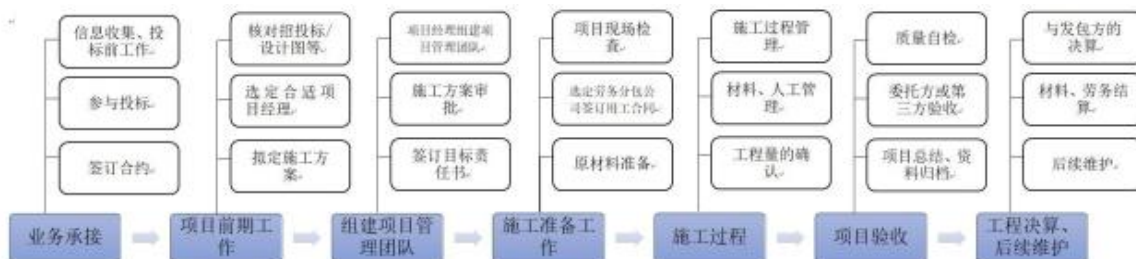 信息收集、投
标前工作
参与投标
签订合约
业务承接
核对招投标/
设计图等
选定合适项
目经理
拟定施工方
案
项目前期工
作
项目经理组建项
目管理团队
施工方案审
批
签订目标责
任书
组建项目管
理团队
项目现场检
查
选定劳务分包公
司签订用工合同
原材料准备
施工准备工
作
施工过程管
理
材料、人工管
理
工程量的确
认
施工过程
质量自检
委托方或第
三方验收
项目总结、资
料归档
项目验收
与发包方的
决算
材料、劳务结
算
后续维护
工程决算、
后续维护